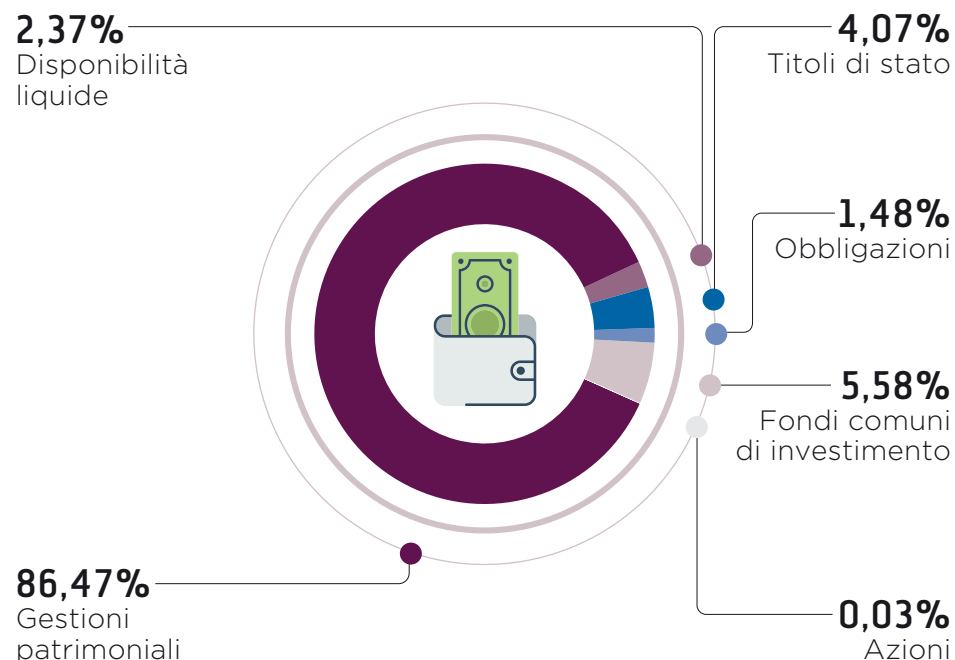 2,37%
Disponibilità
liquide
4,07%
Titoli di stato
1,48%
Obbligazioni
5,58%
Fondi comuni
di investimento
86,47%
Gestioni
patrimoniali
0,03%
Azioni